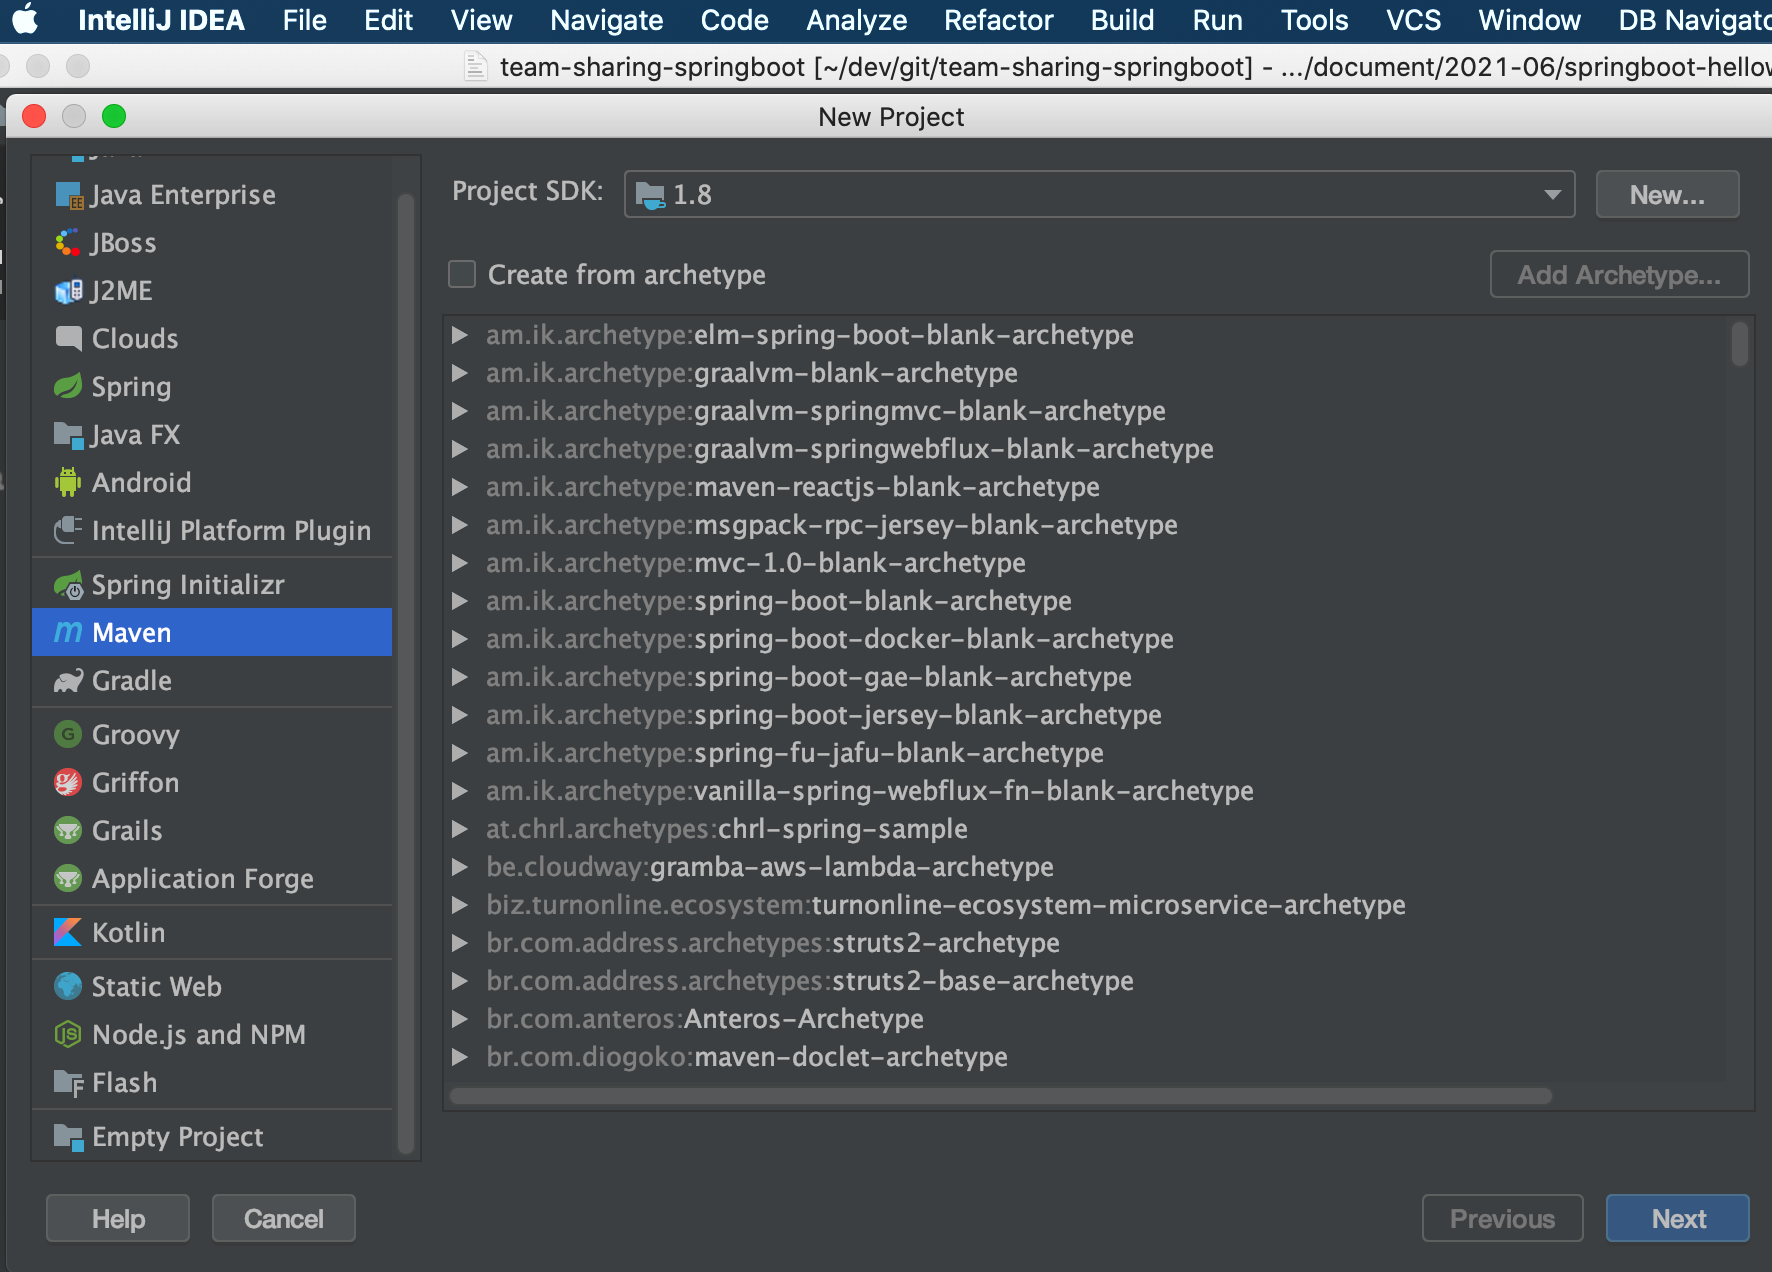 IntelliJ IDEA File Edit View Navigate Code Analyze Refactor Build Run Tools VCS Window DB Navigato
team-sharing-springboot [~/dev/git/team-sharing-springboot] - .../document/2021-06/springboot-hellow
New Project
Java Enterprise
JBoss
J2ME
Clouds
Spring
Java FX
Android
IntelliJ Platform Plugin
Spring Initializr
Maven
Gradle
Groovy
Griffon
Grails
Application Forge
Kotlin
Static Web
Node.js and NPM
Flash
Empty Project
Project SDK: 1.8 New...
Create from archetype Add Archetype...
am.ik.archetype:elm-spring-boot-blank-archetype
am.ik.archetype:graalvm-blank-archetype
am.ik.archetype:graalvm-springmvc-blank-archetype
am.ik.archetype:graalvm-springwebflux-blank-archetype
am.ik.archetype:maven-reactjs-blank-archetype
am.ik.archetype:msgpack-rpc-jersey-blank-archetype
am.ik.archetype:mvc-1.0-blank-archetype
am.ik.archetype:spring-boot-blank-archetype
am.ik.archetype:spring-boot-docker-blank-archetype
am.ik.archetype:spring-boot-gae-blank-archetype
am.ik.archetype:spring-boot-jersey-blank-archetype
am.ik.archetype:spring-fu-jafu-blank-archetype
am.ik.archetype:vanilla-spring-webflux-fn-blank-archetype
at.chrl.archetypes:chrl-spring-sample
be.cloudway:gramba-aws-lambda-archetype
biz.turnonline.ecosystem:turnonline-ecosystem-microservice-archetype
br.com.address.archetypes:struts2-archetype
br.com.address.archetypes:struts2-base-archetype
br.com.anteros:Anteros-Archetype
br.com.diogoko:maven-doclet-archetype
Help Cancel Previous Next